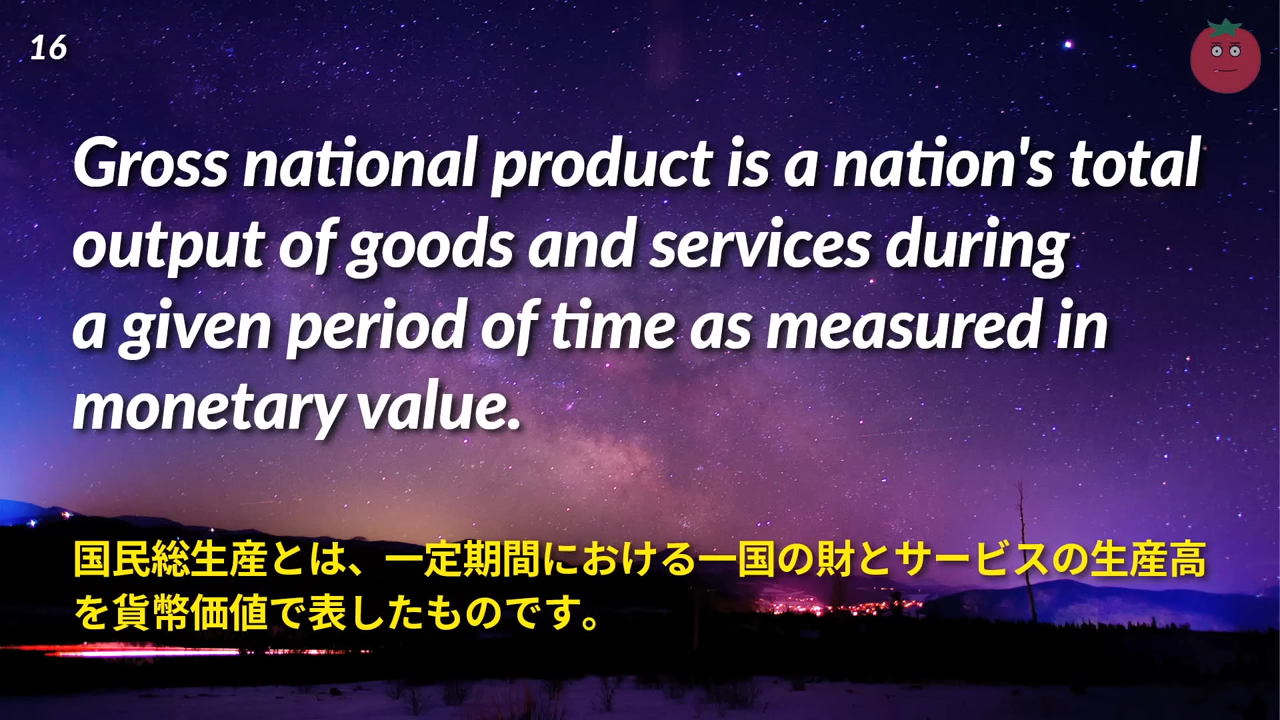 16
Gross national product is a nation's total
output of goods and services during
a given period of time as measured in
monetary value.
国民総生産とは、一定期間における一国の財とサービスの生産高
を貨幣価値で表したものです。